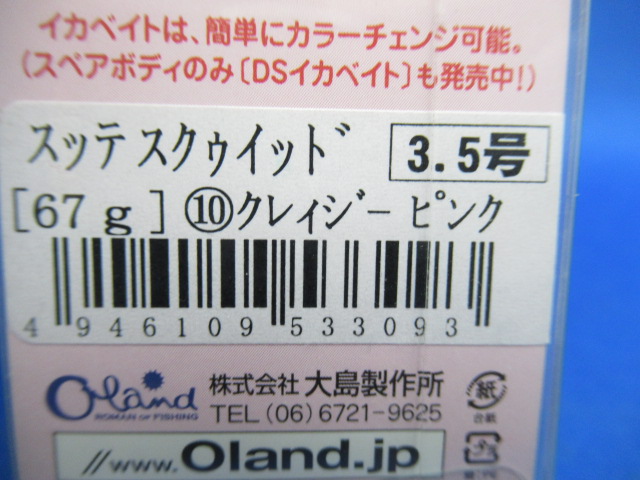 イカベイトは、簡単にカラーチェンジ可能。
(スペアボディのみ〔DSイカベイト〕も発売中!)
スッテスクゥイッド 3.5号
[67g]⑩クレィジーピンク
4946109533093
Oland 株式会社 大島製作所
ROMAN OF FISHING TEL(06)6721-9625
紙
台紙
//www.Oland.jp